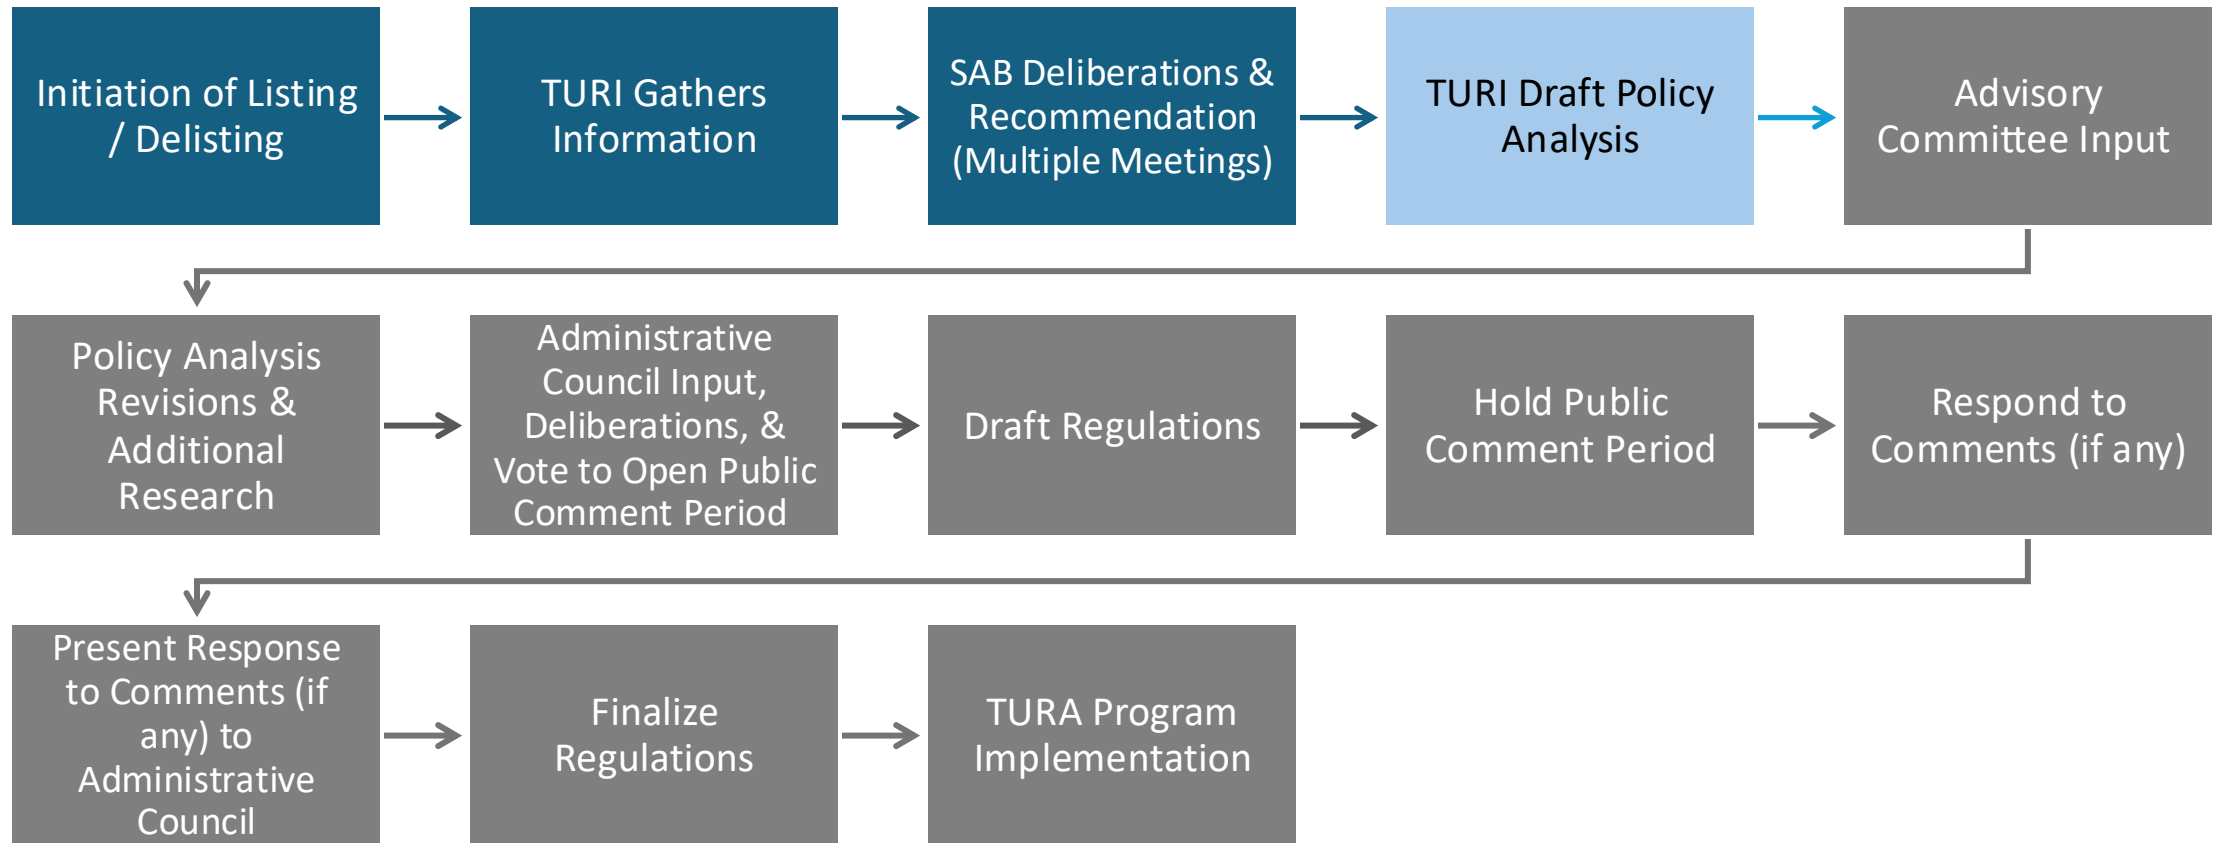 Initiation of Listing
/ Delisting
TURI Gathers
Information
SAB Deliberations &
Recommendation
(Multiple Meetings)
TURI Draft Policy
Analysis
Advisory
Committee Input
Policy Analysis
Revisions &
Additional
Research
Administrative
Council Input,
Deliberations, &
Vote to Open Public
Comment Period
Draft Regulations
Hold Public
Comment Period
Respond to
Comments (if any)
Present Response
to Comments (if
any) to
Administrative
Council
Finalize
Regulations
TURA Program
Implementation